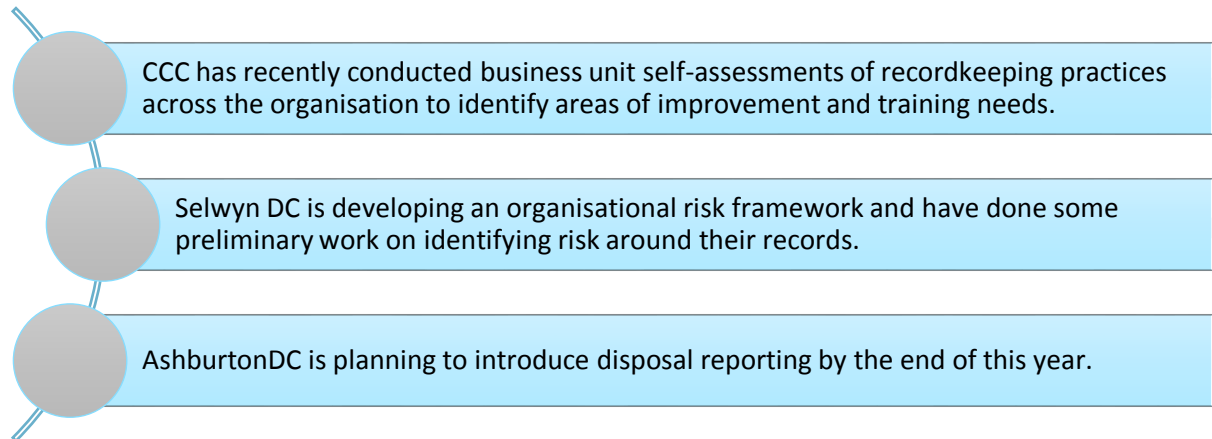 CCC has recently conducted business unit self-assessments of recordkeeping practices
across the organisation to identify areas of improvement and training needs.
Selwyn DC is developing an organisational risk framework and have done some
preliminary work on identifying risk around their records.
AshburtonDC is planning to introduce disposal reporting by the end of this year.